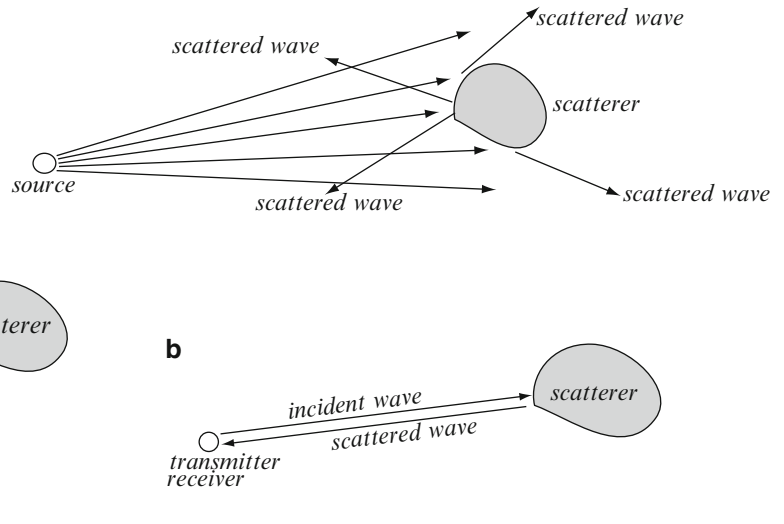 scattered wave
scattered wave
scatterer
source
scattered wave
scattered wave
terer
b
incident wave
scatterer
scattered wave
transmitter
receiver